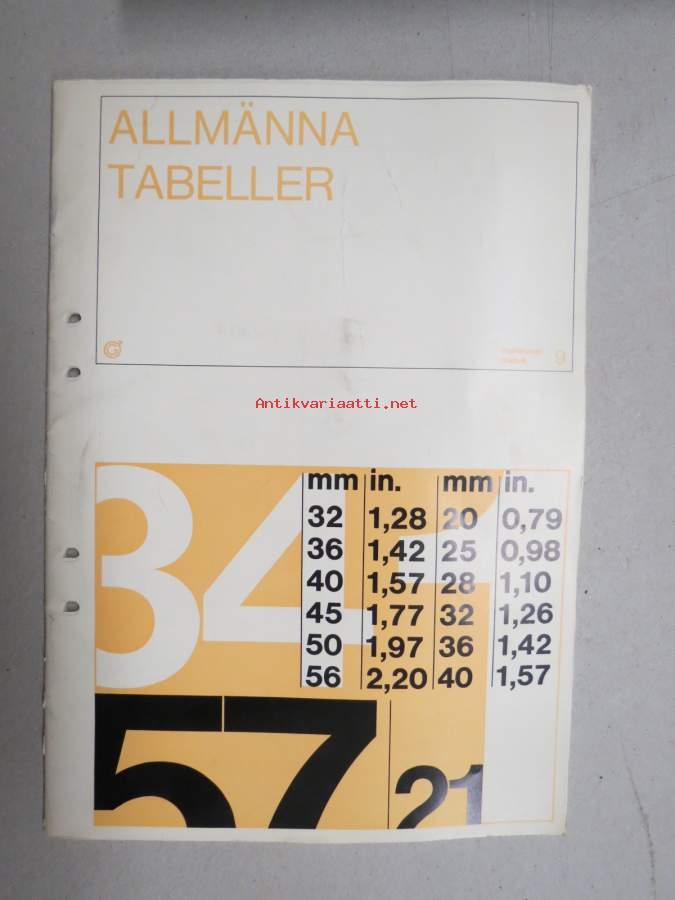 ALLMÄNNA
TABELLER
G
9
Antikvariaatti.net
34 1
mm in. mm in.
32 1,28 20 0,79
36 1,42 25 0,98
40 1,57 28 1,10
45 1,77 32 1,26
50 1,97 36 1,42
56 2,20 40 1,57
57 21